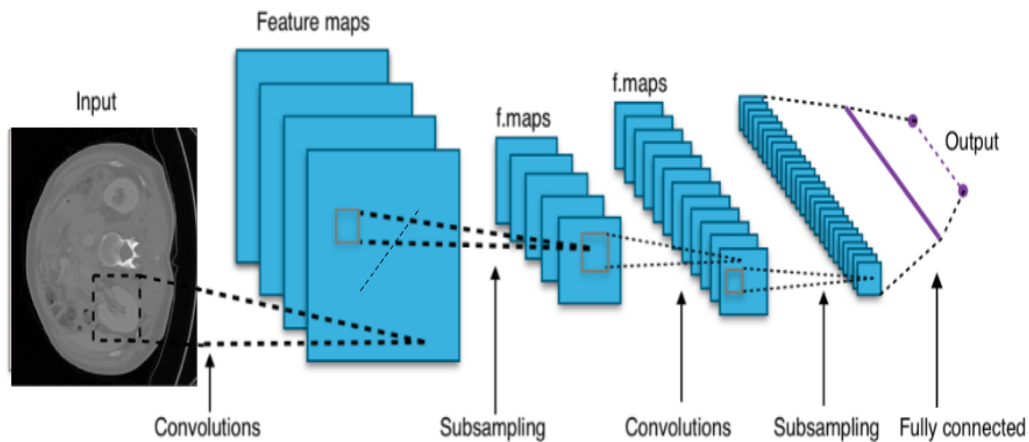 Feature maps
Input
f.maps
f.maps
Output
Convolutions
Subsampling
Convolutions
Subsampling
Fully connected